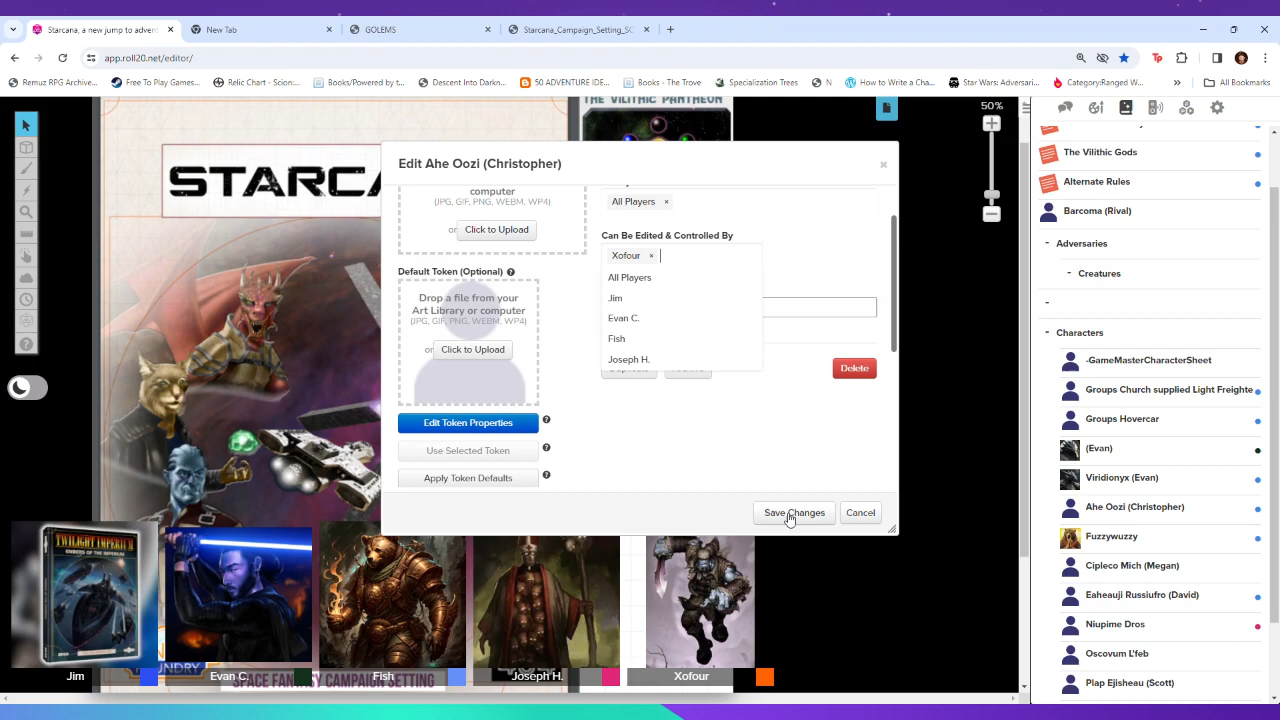 Starcana, a new jump to adven
New Tab
GOLEMS
Starcana_Campaign_Setting_SC
app.roll20.net/editor/
Remuz RPG Archive...
Free To Play Games...
Relic Chart - Scion:...
Books/Powered by t...
Descent Into Darkn...
50 ADVENTURE IDE...
Books - The Trove
Specialization Trees
N
How to Write a Cha...
Star Wars: Adversari...
Category:Ranged W...
All Bookmarks
THE VILITHIC PANTHEON
50%
STARCA
Edit Ahe Oozi (Christopher)
computer
(JPG, GIF, PNG, WEBM, WP4)
or Click to Upload
Default Token (Optional)
Drop a file from your
Art Library or computer
(JPG, GIF, PNG, WEBM, WP4)
or Click to Upload
Edit Token Properties
Use Selected Token
Apply Token Defaults
All Players ×
Can Be Edited & Controlled By
Xofour ×
All Players
Jim
Evan C.
Fish
Joseph H.
Delete
Save Changes
Cancel
The Vilithic Gods
Alternate Rules
Barcoma (Rival)
Adversaries
Creatures
Characters
-GameMasterCharacterSheet
Groups Church supplied Light Freighte
Groups Hovercar
(Evan)
Viridionyx (Evan)
Ahe Oozi (Christopher)
Fuzzywuzzy
Cipleco Mich (Megan)
Eaheauji Russiufro (David)
Niupime Dros
Oscovum L'feb
Plap Ejisheau (Scott)
TWILIGHT IMPERIUM
EMBERS OF THE IMPERIUM
Jim
Evan C.
Fish
Joseph H.
Xofour
SPACE FANTASY CAMPAIGN SETTING